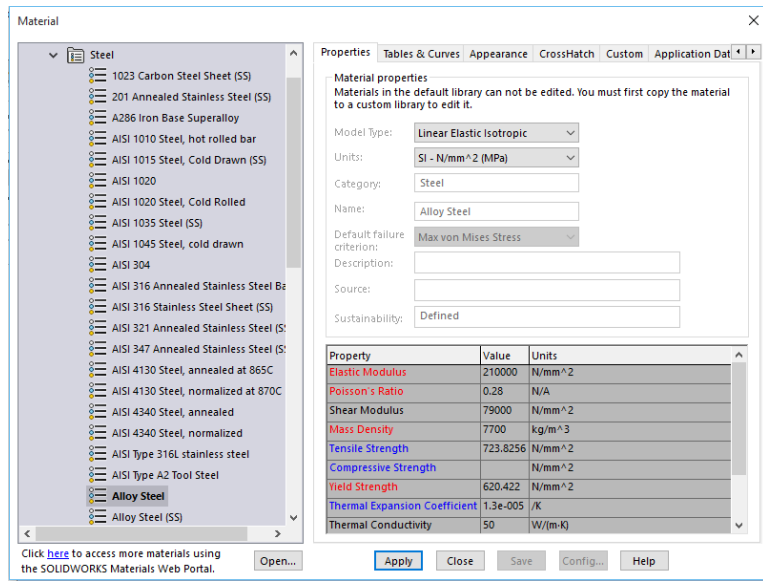 Material
Steel
1023 Carbon Steel Sheet (SS)
201 Annealed Stainless Steel (SS)
A286 Iron Base Superalloy
AISI 1010 Steel, hot rolled bar
AISI 1015 Steel, Cold Drawn (SS)
AISI 1020
AISI 1020 Steel, Cold Rolled
AISI 1035 Steel (SS)
AISI 1045 Steel, cold drawn
AISI 304
AISI 316 Annealed Stainless Steel Ba
AISI 316 Stainless Steel Sheet (SS)
AISI 321 Annealed Stainless Steel (S
AISI 347 Annealed Stainless Steel (S
AISI 4130 Steel, annealed at 865C
AISI 4130 Steel, normalized at 870C
AISI 4340 Steel, annealed
AISI 4340 Steel, normalized
AISI Type 316L stainless steel
AISI Type A2 Tool Steel
Alloy Steel
Alloy Steel (SS)
Click here to access more materials using
the SOLIDWORKS Materials Web Portal.
Open...
Properties Tables & Curves Appearance CrossHatch Custom Application Dat
Material properties
Materials in the default library can not be edited. You must first copy the material
to a custom library to edit it.
Model Type: Linear Elastic Isotropic
Units: SI - N/mm^2 (MPa)
Category: Steel
Name: Alloy Steel
Default failure
criterion: Max von Mises Stress
Description:
Source:
Sustainability: Defined
Property Value Units
Elastic Modulus 210000 N/mm^2
Poisson's Ratio 0.28 N/A
Shear Modulus 79000 N/mm^2
Mass Density 7700 kg/m^3
Tensile Strength 723.8256 N/mm^2
Compressive Strength N/mm^2
Yield Strength 620.422 N/mm^2
Thermal Expansion Coefficient 1.3e-005 /K
Thermal Conductivity 50 W/(m·K)
Apply Close Save Config... Help